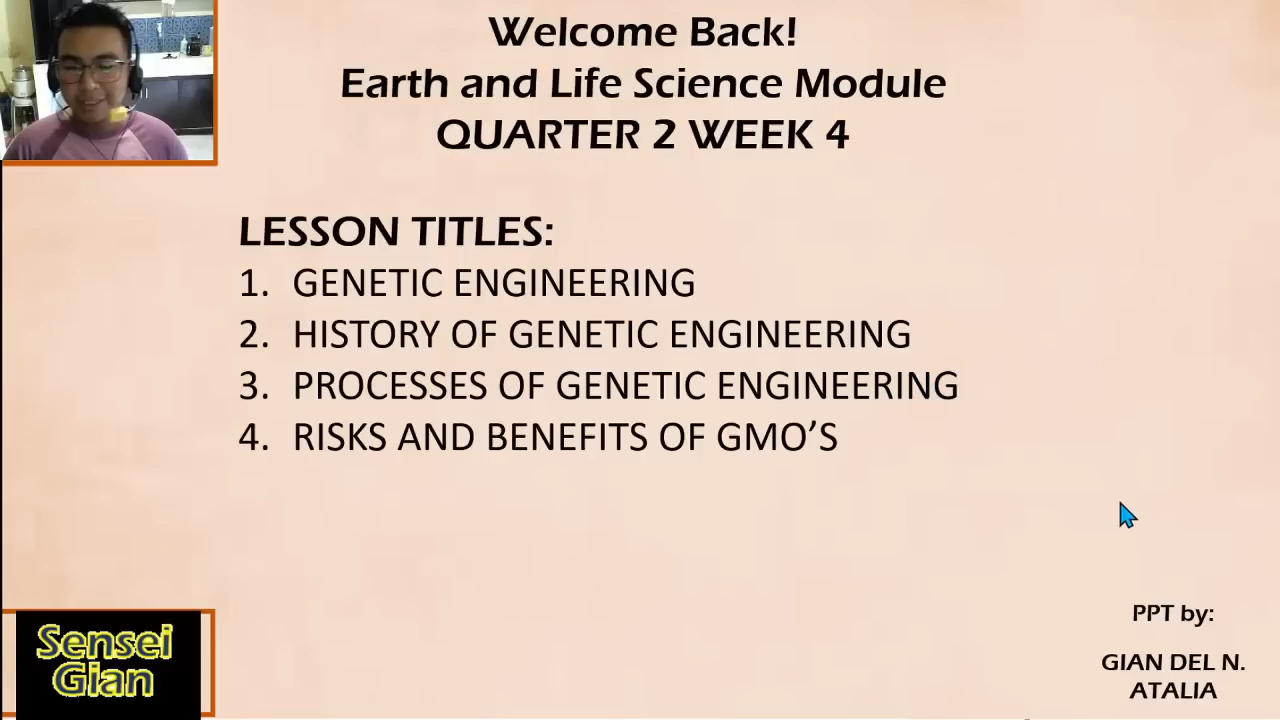 Welcome Back!
Earth and Life Science Module
QUARTER 2 WEEK 4
LESSON TITLES:
1. GENETIC ENGINEERING
2. HISTORY OF GENETIC ENGINEERING
3. PROCESSES OF GENETIC ENGINEERING
4. RISKS AND BENEFITS OF GMO’S
Sensei
Gian
PPT by:
GIAN DEL N.
ATALIA